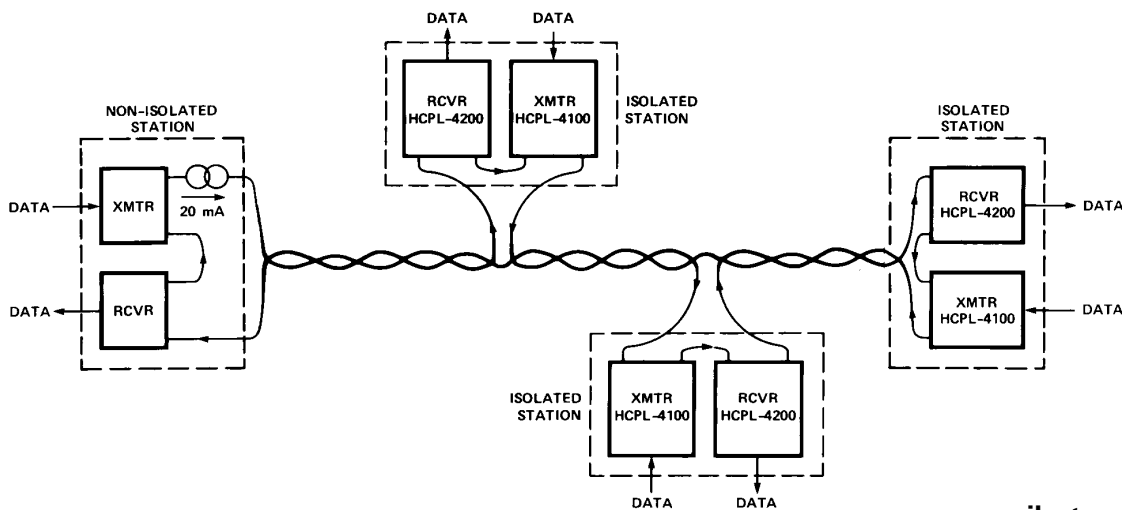 DATA
DATA
RCVR
HCPL-4200
XMTR
HCPL-4100
ISOLATED
STATION
NON-ISOLATED
STATION
DATA
XMTR
20 mA
DATA
RCVR
ISOLATED
STATION
RCVR
HCPL-4200
DATA
XMTR
HCPL-4100
DATA
ISOLATED
STATION
XMTR
HCPL-4100
RCVR
HCPL-4200
DATA
DATA